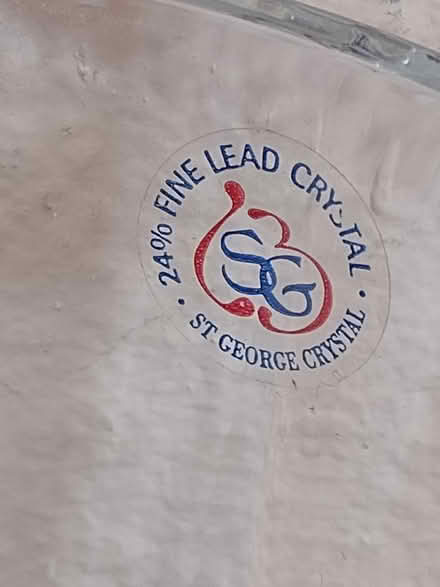 24% FINE LEAD CRYSTAL
SG
• ST GEORGE CRYSTAL •